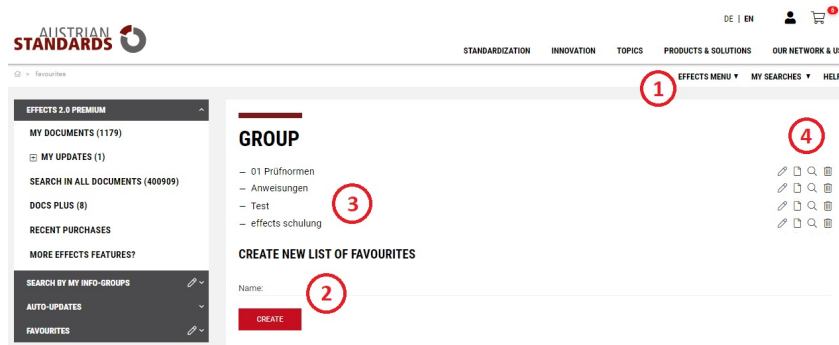 DE | EN
6
AUSTRIAN
STANDARDS
STANDARDIZATION INNOVATION TOPICS PRODUCTS & SOLUTIONS OUR NETWORK & U
> favourites
EFFECTS MENU ▼ MY SEARCHES ▼ HELP
1
EFFECTS 2.0 PREMIUM
MY DOCUMENTS (1179)
MY UPDATES (1)
SEARCH IN ALL DOCUMENTS (400909)
DOCS PLUS (8)
RECENT PURCHASES
MORE EFFECTS FEATURES?
SEARCH BY MY INFO-GROUPS
AUTO-UPDATES
FAVOURITES
GROUP
4
– 01 Prüfnormen
– Anweisungen
– Test
– effects schulung
3
CREATE NEW LIST OF FAVOURITES
Name:
2
CREATE